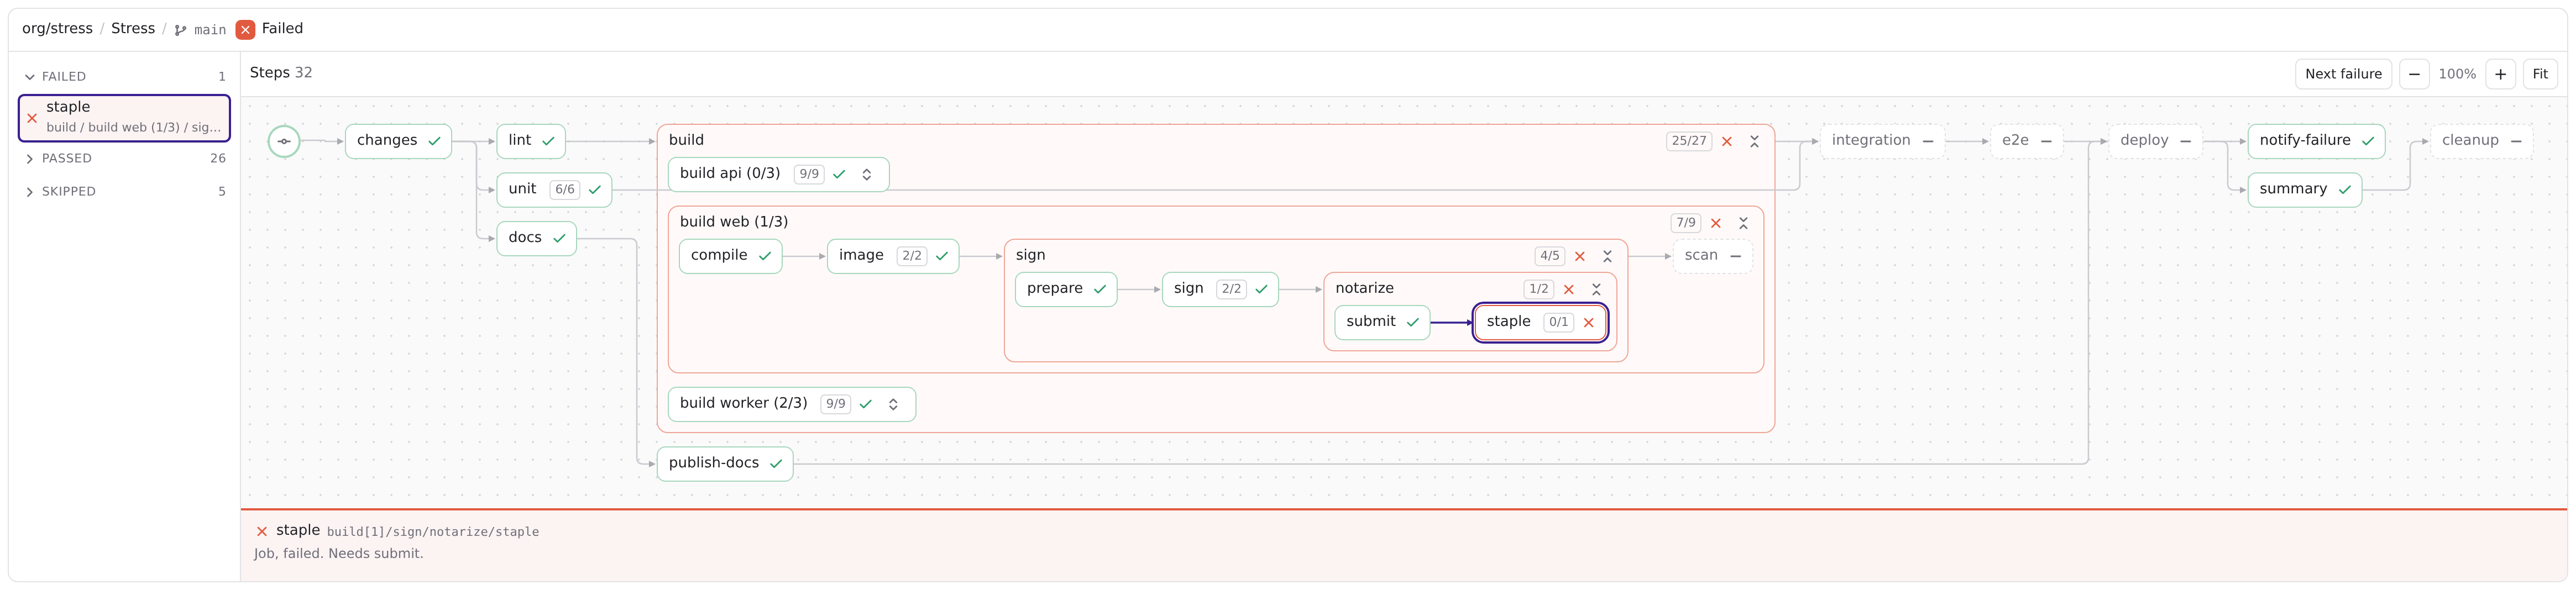 org/stress / Stress / main Failed
FAILED 1
staple
build / build web (1/3) / sig…
PASSED 26
SKIPPED 5
Steps 32
Next failure − 100% + Fit
changes
lint
unit 6/6
docs
build 25/27
build api (0/3) 9/9
build web (1/3) 7/9
compile
image 2/2
sign 4/5
prepare
sign 2/2
notarize 1/2
submit
staple 0/1
scan
build worker (2/3) 9/9
publish-docs
integration
e2e
deploy
notify-failure
summary
cleanup
staple build[1]/sign/notarize/staple
Job, failed. Needs submit.